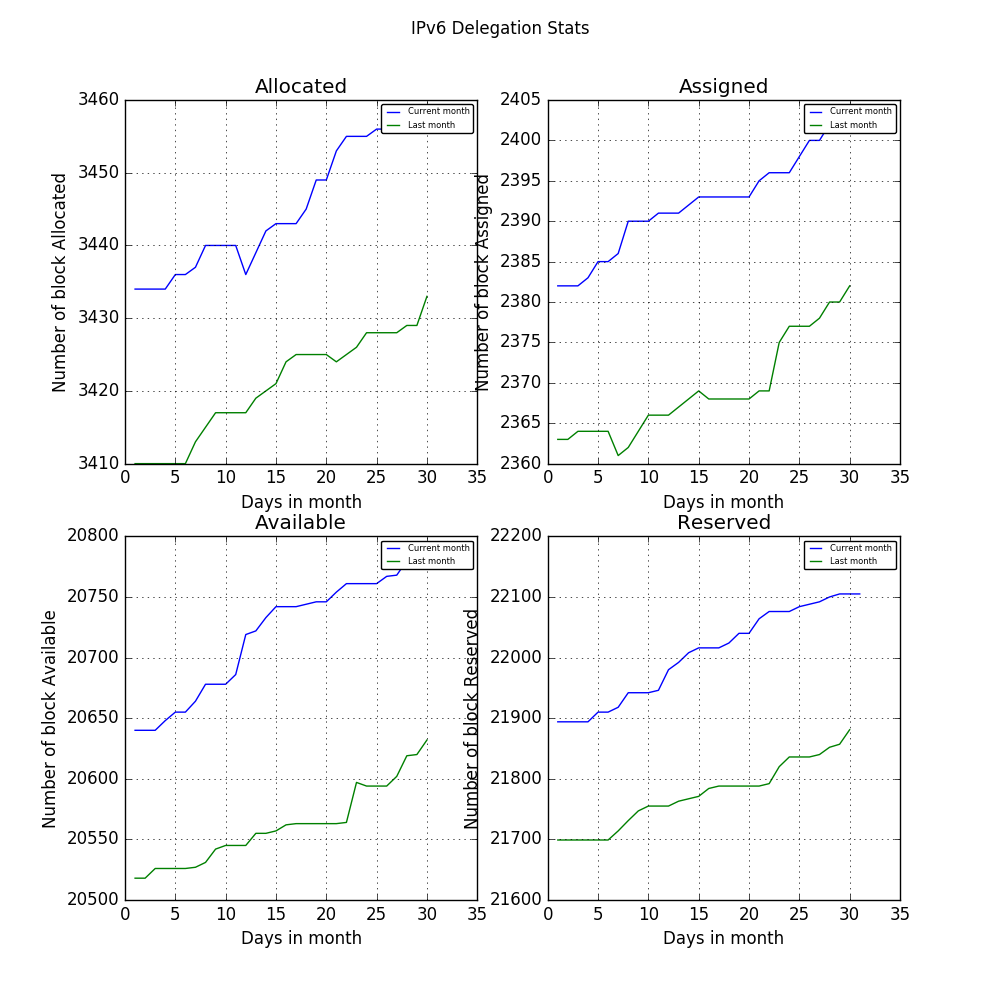 IPv6 Delegation Stats
Allocated
Number of block Allocated
3460
3450
3440
3430
3420
3410
Current month
Last month
0 5 10 15 20 25 30 35
Days in month
Assigned
Number of block Assigned
2405
2400
2395
2390
2385
2380
2375
2370
2365
2360
Current month
Last month
0 5 10 15 20 25 30 35
Days in month
Available
Number of block Available
20800
20750
20700
20650
20600
20550
20500
Current month
Last month
0 5 10 15 20 25 30 35
Days in month
Reserved
Number of block Reserved
22200
22100
22000
21900
21800
21700
21600
Current month
Last month
0 5 10 15 20 25 30 35
Days in month